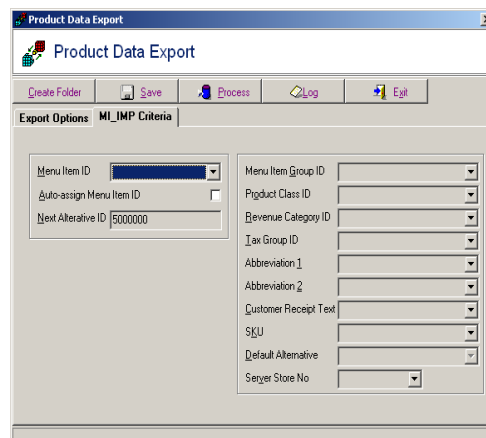 Product Data Export
Product Data Export
Create Folder Save Process Log Exit
Export Options MI_IMP Criteria
Menu Item ID
Auto-assign Menu Item ID
Next Alterative ID 5000000
Menu Item Group ID
Product Class ID
Revenue Category ID
Tax Group ID
Abbreviation 1
Abbreviation 2
Customer Receipt Text
SKU
Default Alternative
Server Store No